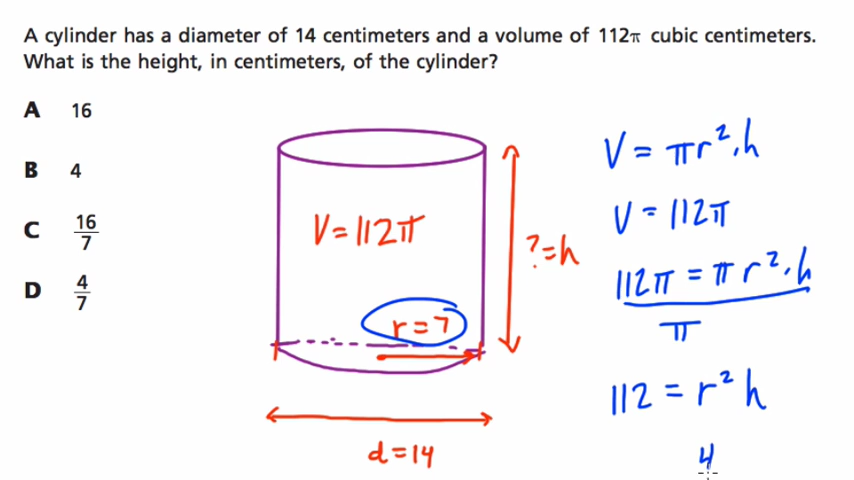 A cylinder has a diameter of 14 centimeters and a volume of 112π cubic centimeters.
What is the height, in centimeters, of the cylinder?
A 16
B 4
C 16/7
D 4/7
V=112π
?=h
r=7
d=14
V = πr².h
V = 112π
112π = πr².h
π
112 = r²h
4